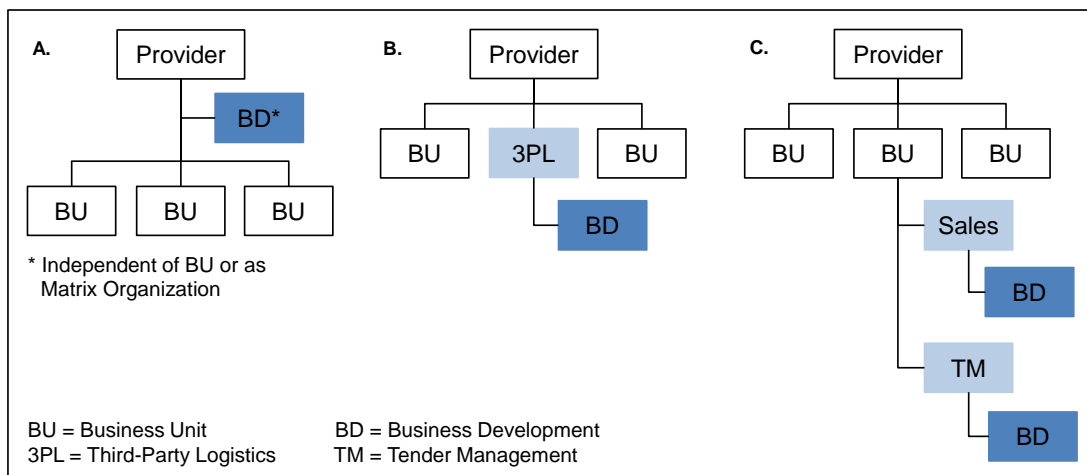 A.
Provider
BD*
BU BU BU
* Independent of BU or as
Matrix Organization
B.
Provider
BU 3PL BU
BD
C.
Provider
BU BU BU
Sales
BD
TM
BD
BU = Business Unit
3PL = Third-Party Logistics
BD = Business Development
TM = Tender Management